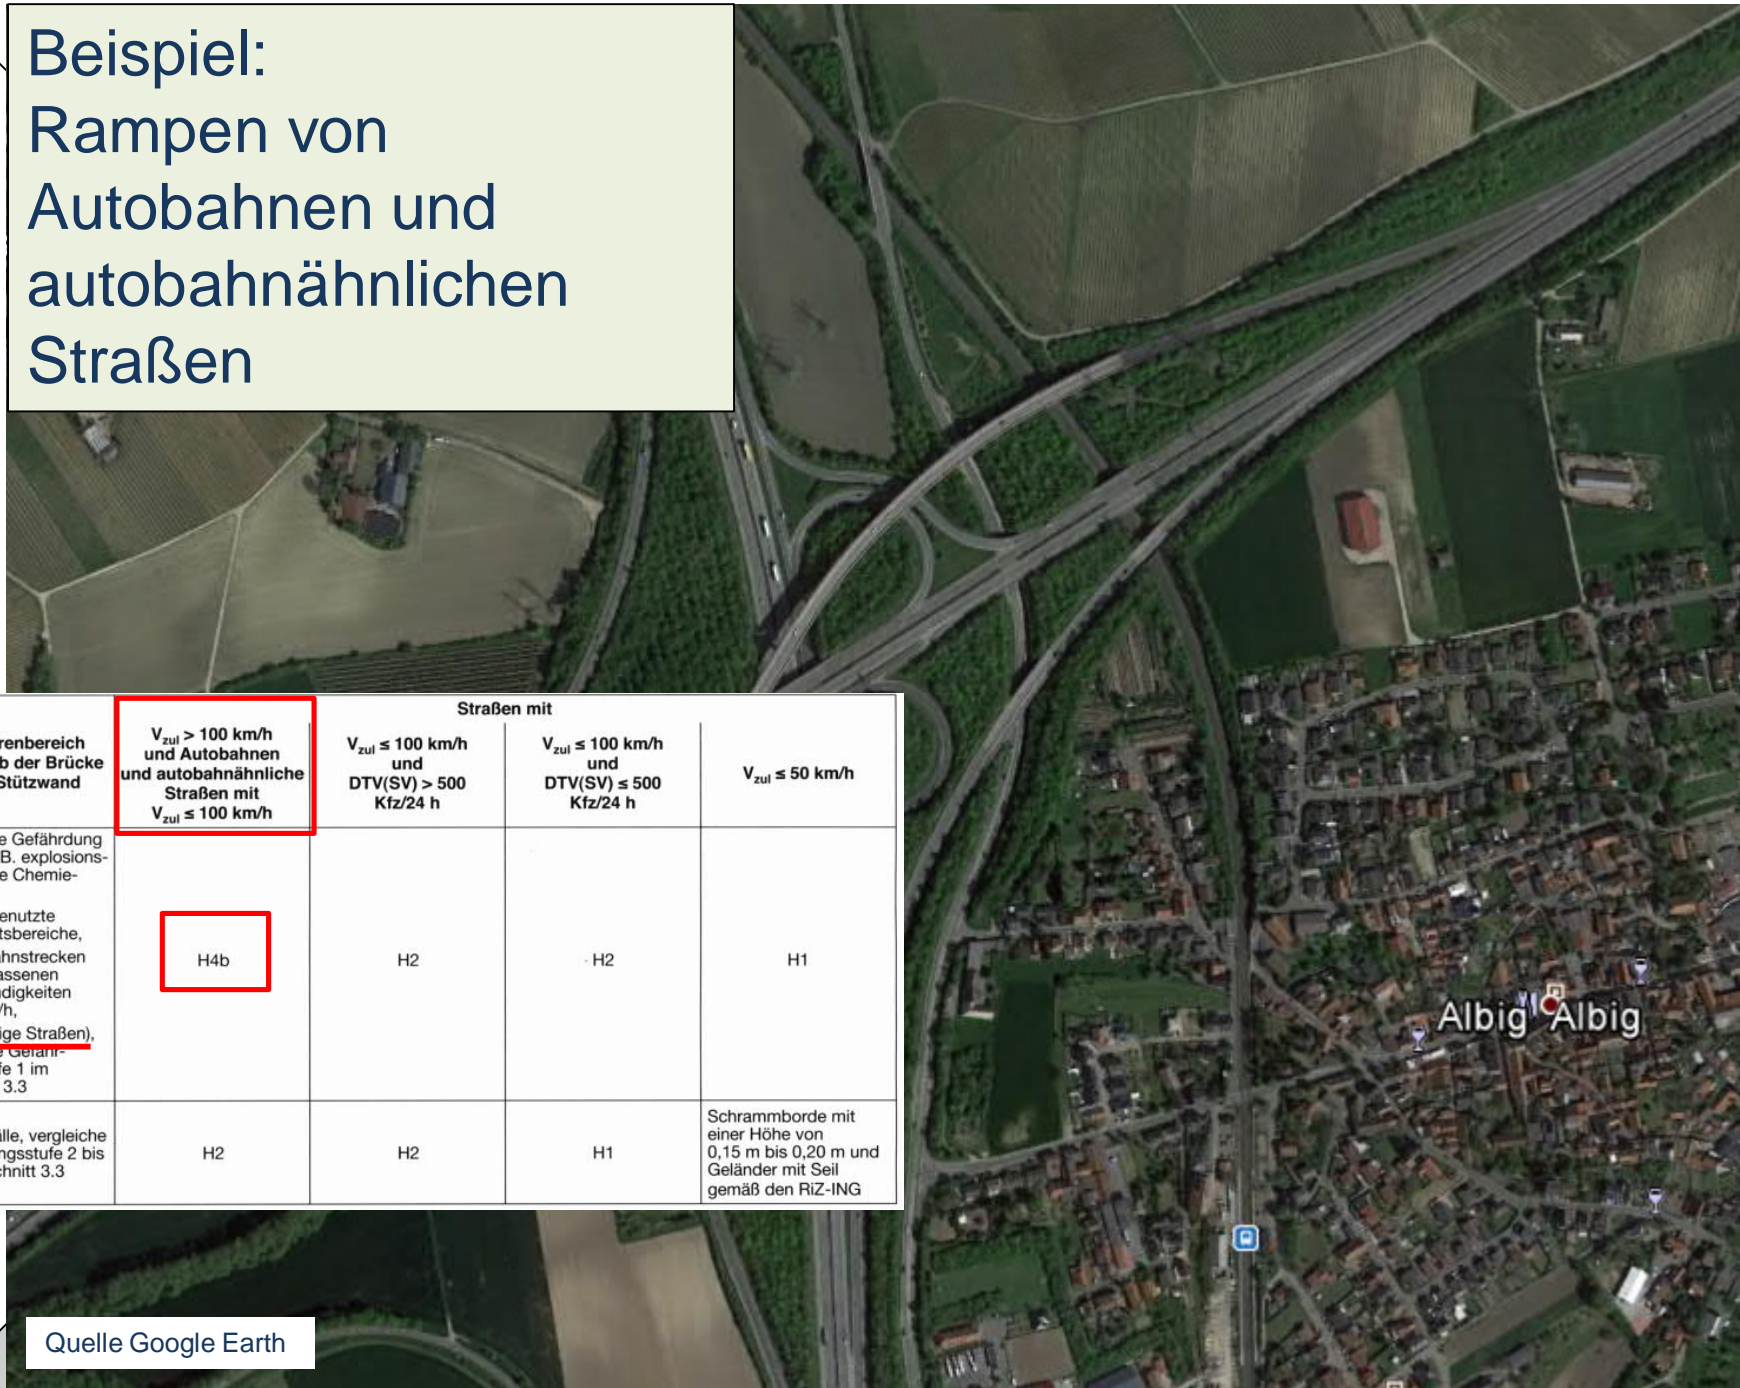 Beispiel:
Rampen von
Autobahnen und
autobahnähnlichen
Straßen
Straßen mit
renbereich
b der Brücke
Stützwand
V_zul > 100 km/h
und Autobahnen
und autobahnähnliche
Straßen mit
V_zul ≤ 100 km/h
V_zul ≤ 100 km/h
und
DTV(SV) > 500
Kfz/24 h
V_zul ≤ 100 km/h
und
DTV(SV) ≤ 500
Kfz/24 h
V_zul ≤ 50 km/h
e Gefährdung
B. explosions-
e Chemie-
enutzte
tsbereiche,
ahnstrecken
assenen
ndigkeiten
/h,
ige Straßen),
e Gefähr-
fe 1 im
3.3
H4b
H2
H2
H1
älle, vergleiche
ngsstufe 2 bis
chnitt 3.3
H2
H2
H1
Schrammborde mit
einer Höhe von
0,15 m bis 0,20 m und
Geländer mit Seil
gemäß den RiZ-ING
Albig Albig
Quelle Google Earth